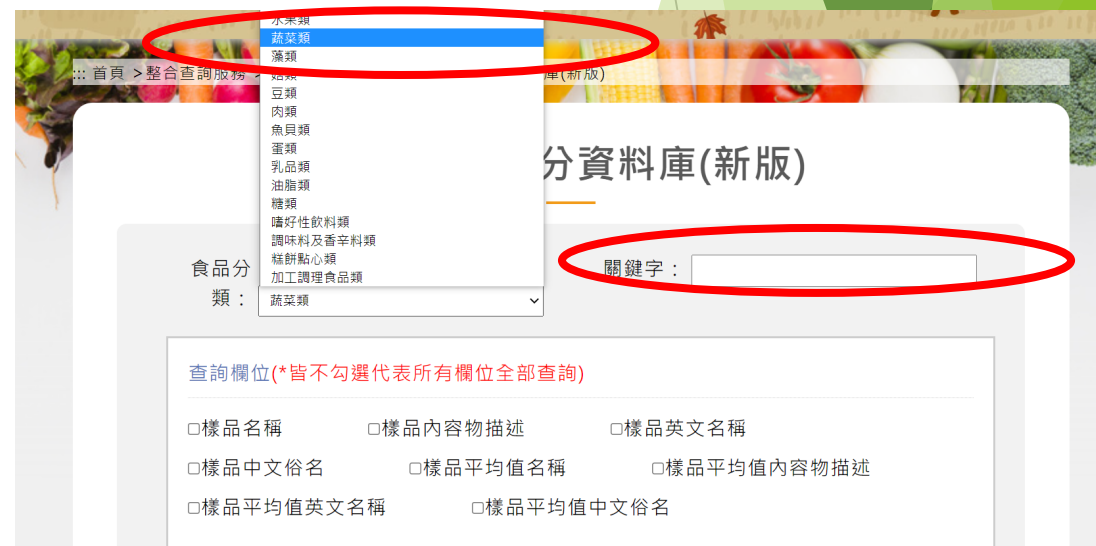 水果類
蔬菜類
藻類
菇類
::: 首頁 >整合查詢服務 > 庫(新版)
豆類
肉類
魚貝類
蛋類
乳品類
分資料庫(新版)
油脂類
糖類
嗜好性飲料類
調味料及香辛料類
糕餅點心類
加工調理食品類
食品分
類：
蔬菜類
關鍵字：
查詢欄位(*皆不勾選代表所有欄位全部查詢)
樣品名稱 樣品內容物描述 樣品英文名稱
樣品中文俗名 樣品平均值名稱 樣品平均值內容物描述
樣品平均值英文名稱 樣品平均值中文俗名